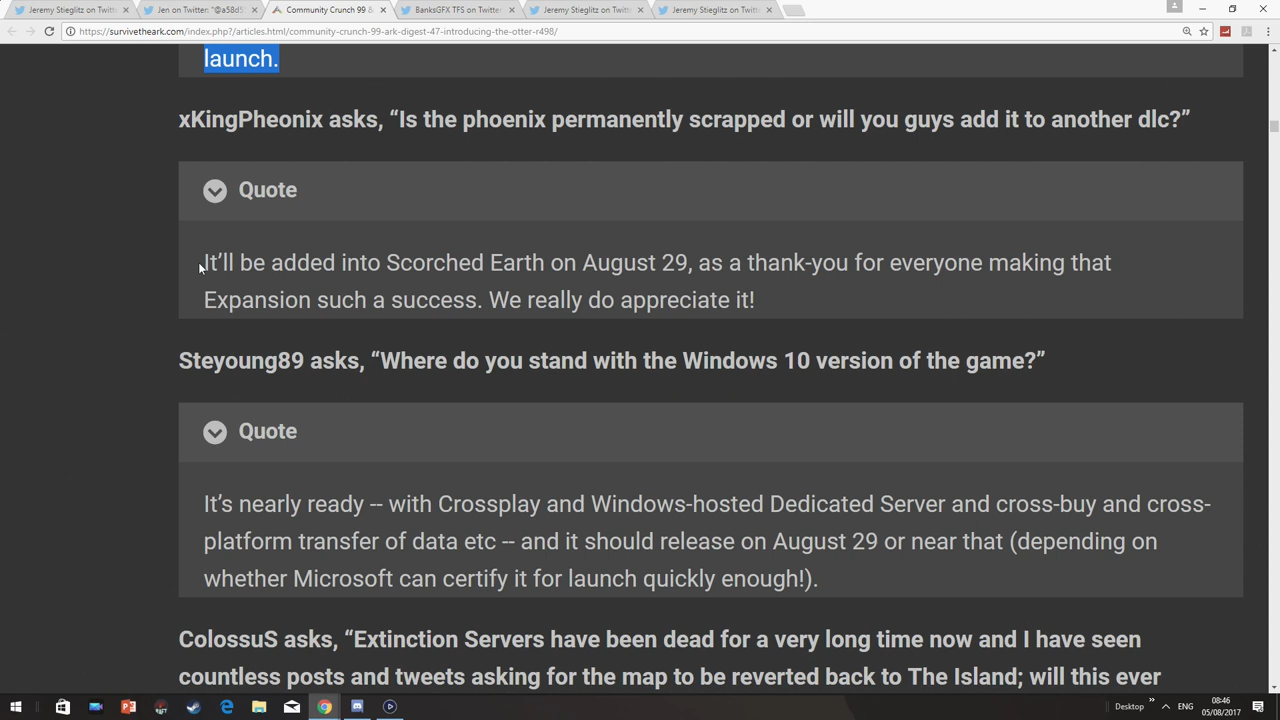 Jeremy Stieglitz on Twitt
Jen on Twitter: "@a58d5
Community Crunch 99 &
BanksGFX TFS on Twitter
Jeremy Stieglitz on Twitt
Jeremy Stieglitz on Twitt
https://survivetheark.com/index.php?/articles.html/community-crunch-99-ark-digest-47-introducing-the-otter-r498/
launch.
xKingPheonix asks, “Is the phoenix permanently scrapped or will you guys add it to another dlc?”
Quote
It’ll be added into Scorched Earth on August 29, as a thank-you for everyone making that
Expansion such a success. We really do appreciate it!
Steyoung89 asks, “Where do you stand with the Windows 10 version of the game?”
Quote
It’s nearly ready -- with Crossplay and Windows-hosted Dedicated Server and cross-buy and cross-
platform transfer of data etc -- and it should release on August 29 or near that (depending on
whether Microsoft can certify it for launch quickly enough!).
ColossuS asks, “Extinction Servers have been dead for a very long time now and I have seen
countless posts and tweets asking for the map to be reverted back to The Island; will this ever
Desktop
ENG
08:46
05/08/2017